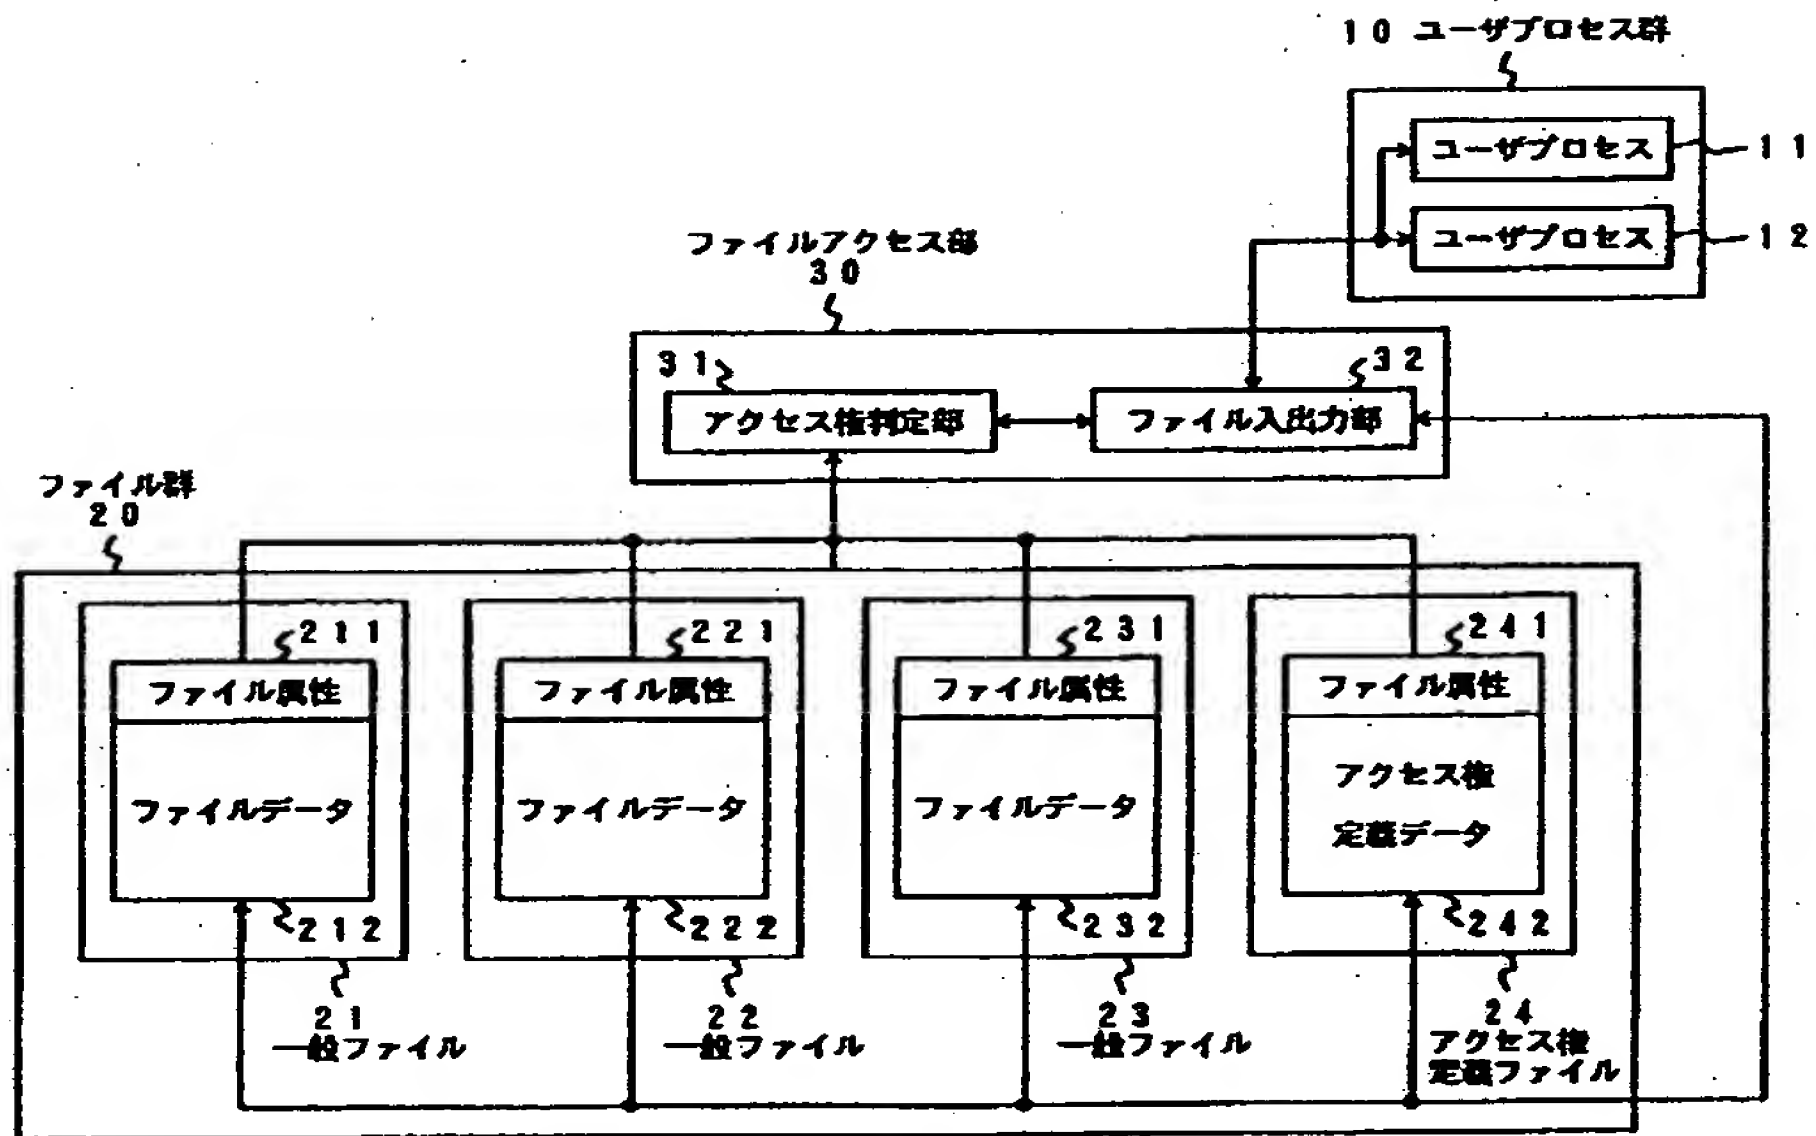 10 ユーザプロセス群
ユーザプロセス
11
ユーザプロセス
12
ファイルアクセス部
30
31
32
アクセス権判定部
ファイル入出力部
ファイル群
20
211
ファイル属性
ファイルデータ
212
21
一般ファイル
221
ファイル属性
ファイルデータ
222
22
一般ファイル
231
ファイル属性
ファイルデータ
232
23
一般ファイル
241
ファイル属性
アクセス権
定義データ
242
24
アクセス権
定義ファイル